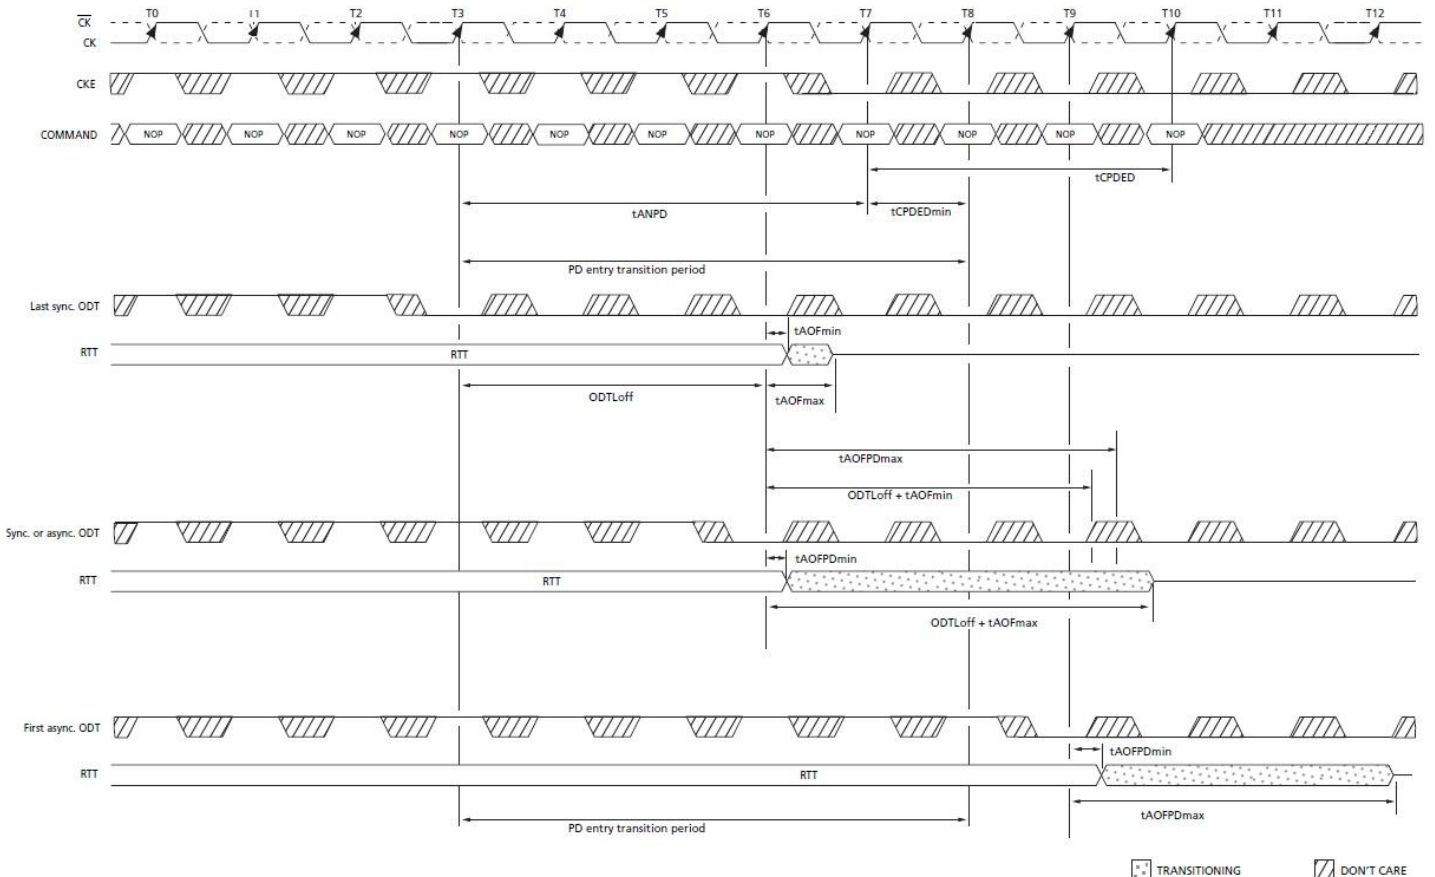 CK T0 T1 T2 T3 T4 T5 T6 T7 T8 T9 T10 T11 T12
CK
CKE
COMMAND NOP NOP NOP NOP NOP NOP NOP NOP NOP NOP NOP
tCPDED
tANPD tCPDEDmin
PD entry transition period
Last sync. ODT
tAOFmin
RTT RTT
ODTLoff tAOFmax
tAOFPDmax
ODTLoff + tAOFmin
Sync. or async. ODT
tAOFPDmin
RTT RTT
ODTLoff + tAOFmax
First async. ODT
tAOFPDmin
RTT RTT
tAOFPDmax
PD entry transition period
TRANSITIONING DON'T CARE